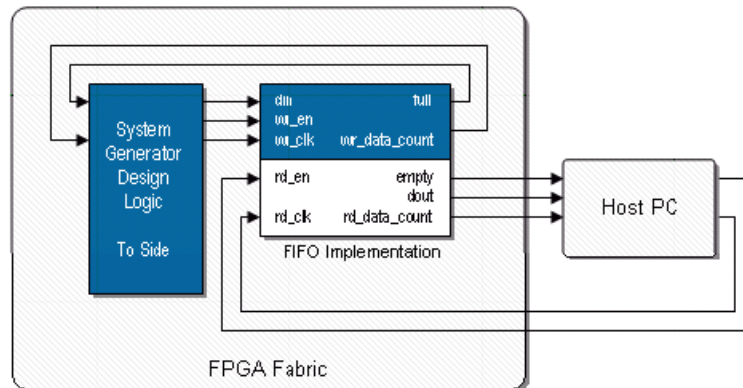 System
Generator
Design
Logic
To Side
din full
wr_en
wr_clk wr_data_count
rd_en empty
dout
rd_clk rd_data_count
FIFO Implementation
Host PC
FPGA Fabric